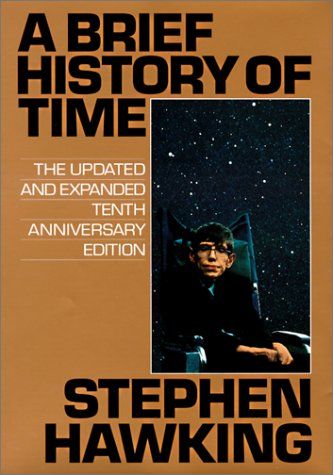 A BRIEF
HISTORY OF
TIME
THE UPDATED
AND EXPANDED
TENTH
ANNIVERSARY
EDITION
STEPHEN
HAWKING